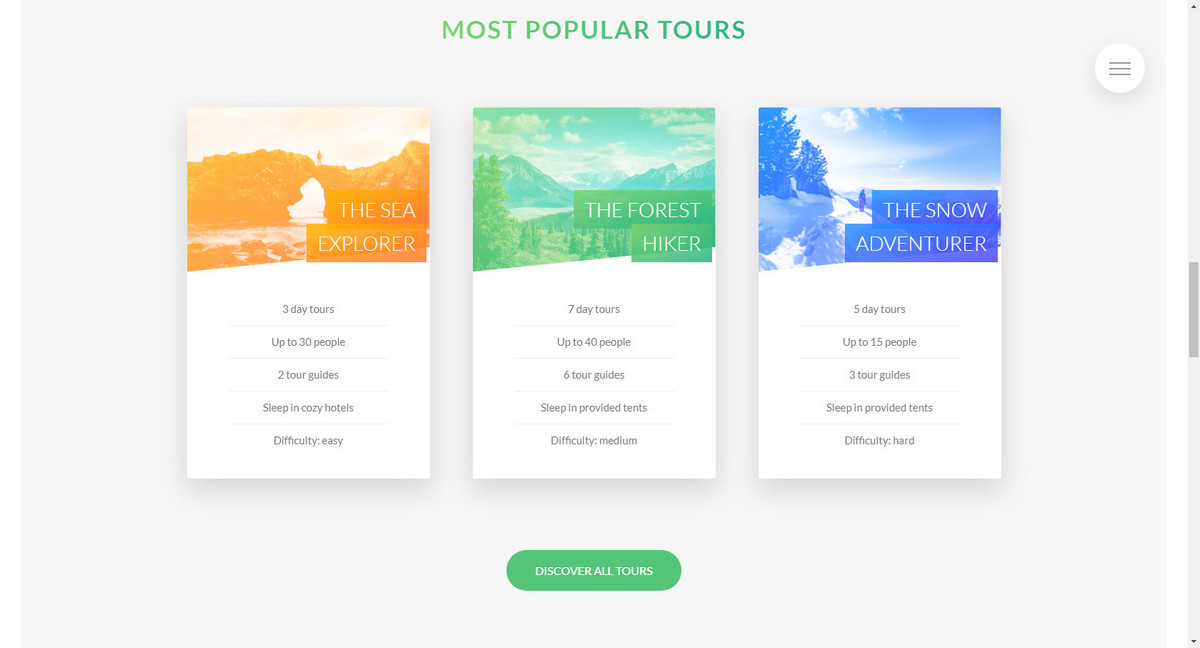 MOST POPULAR TOURS
THE SEA
EXPLORER
3 day tours
Up to 30 people
2 tour guides
Sleep in cozy hotels
Difficulty: easy
THE FOREST
HIKER
7 day tours
Up to 40 people
6 tour guides
Sleep in provided tents
Difficulty: medium
THE SNOW
ADVENTURER
5 day tours
Up to 15 people
3 tour guides
Sleep in provided tents
Difficulty: hard
DISCOVER ALL TOURS